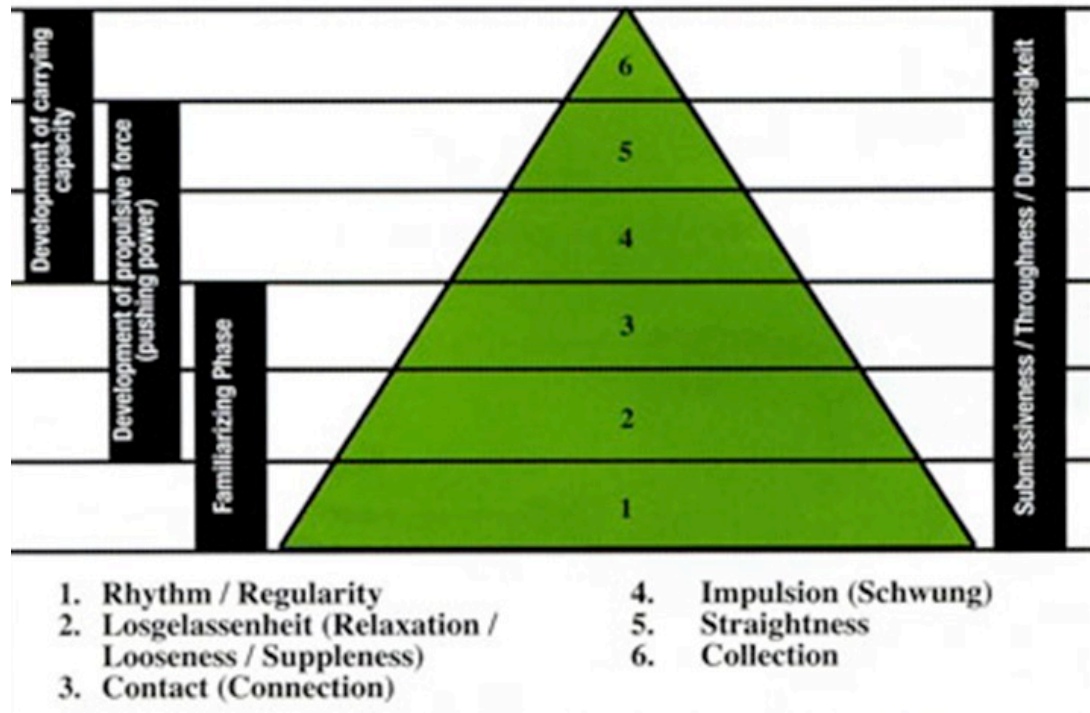 Development of carrying
capacity
Development of propulsive force
(pushing power)
Familiarizing Phase
6
5
4
3
2
1
Submissiveness / Throughness / Duchlässigkeit
1. Rhythm / Regularity
2. Losgelassenheit (Relaxation /
Looseness / Suppleness)
3. Contact (Connection)
4. Impulsion (Schwung)
5. Straightness
6. Collection